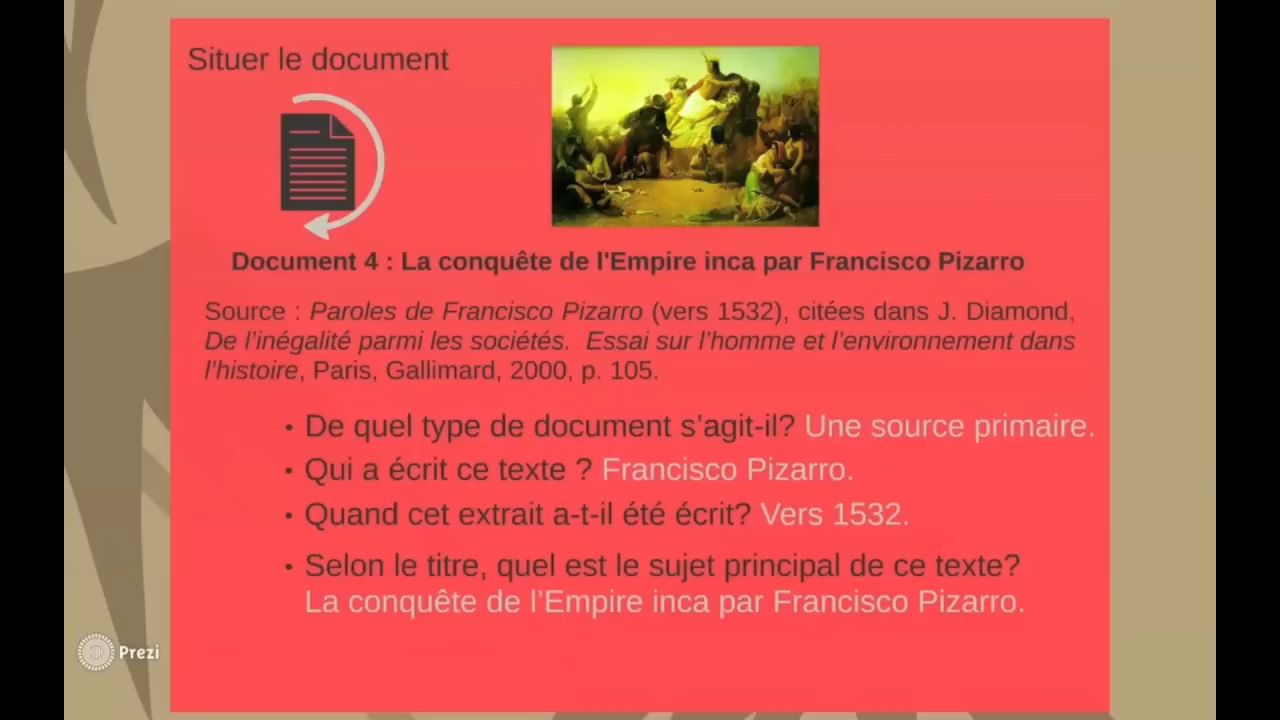 Situer le document
Document 4 : La conquête de l'Empire inca par Francisco Pizarro
Source : Paroles de Francisco Pizarro (vers 1532), citées dans J. Diamond,
De l’inégalité parmi les sociétés. Essai sur l’homme et l’environnement dans
l’histoire, Paris, Gallimard, 2000, p. 105.
• De quel type de document s’agit-il? Une source primaire.
• Qui a écrit ce texte ? Francisco Pizarro.
• Quand cet extrait a-t-il été écrit? Vers 1532.
• Selon le titre, quel est le sujet principal de ce texte?
La conquête de l’Empire inca par Francisco Pizarro.
Prezi